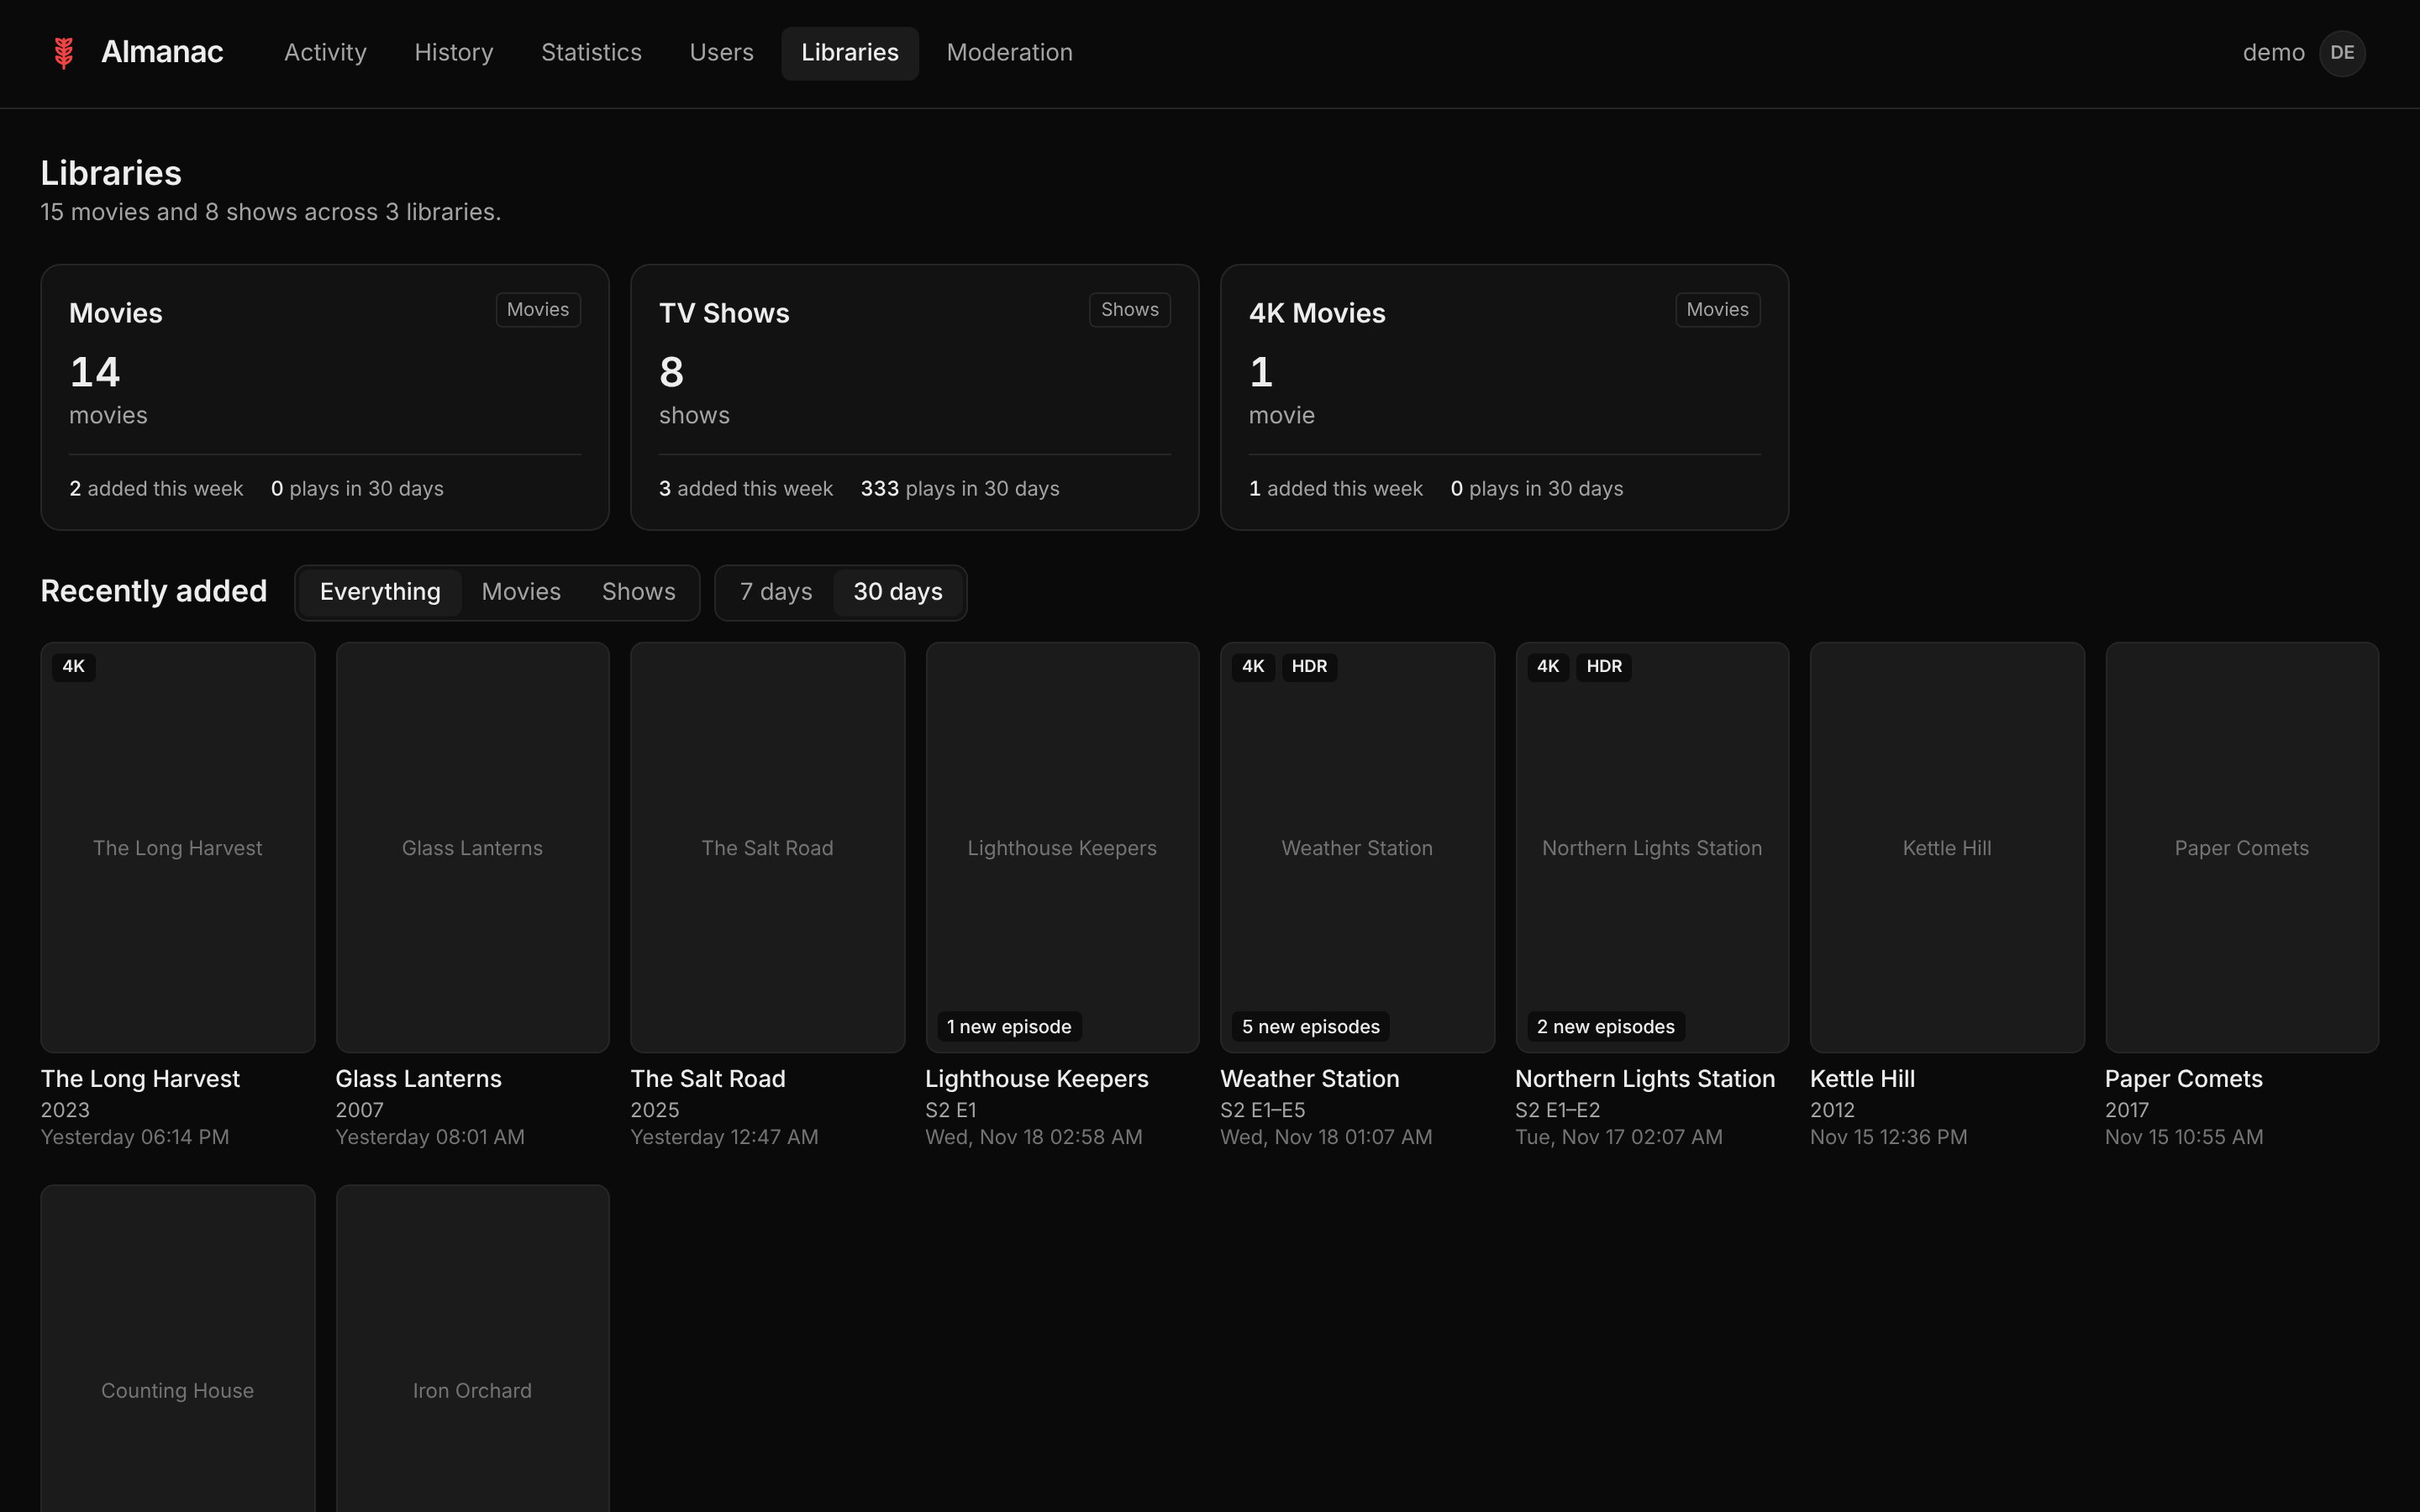 Almanac Activity History Statistics Users Libraries Moderation demo DE
Libraries
15 movies and 8 shows across 3 libraries.
Movies Movies
14
movies
2 added this week 0 plays in 30 days
TV Shows Shows
8
shows
3 added this week 333 plays in 30 days
4K Movies Movies
1
movie
1 added this week 0 plays in 30 days
Recently added Everything Movies Shows 7 days 30 days
4K
The Long Harvest
The Long Harvest
2023
Yesterday 06:14 PM
Glass Lanterns
Glass Lanterns
2007
Yesterday 08:01 AM
The Salt Road
The Salt Road
2025
Yesterday 12:47 AM
Lighthouse Keepers
1 new episode
Lighthouse Keepers
S2 E1
Wed, Nov 18 02:58 AM
4K HDR
Weather Station
5 new episodes
Weather Station
S2 E1–E5
Wed, Nov 18 01:07 AM
4K HDR
Northern Lights Station
2 new episodes
Northern Lights Station
S2 E1–E2
Tue, Nov 17 02:07 AM
Kettle Hill
Kettle Hill
2012
Nov 15 12:36 PM
Paper Comets
Paper Comets
2017
Nov 15 10:55 AM
Counting House
Iron Orchard